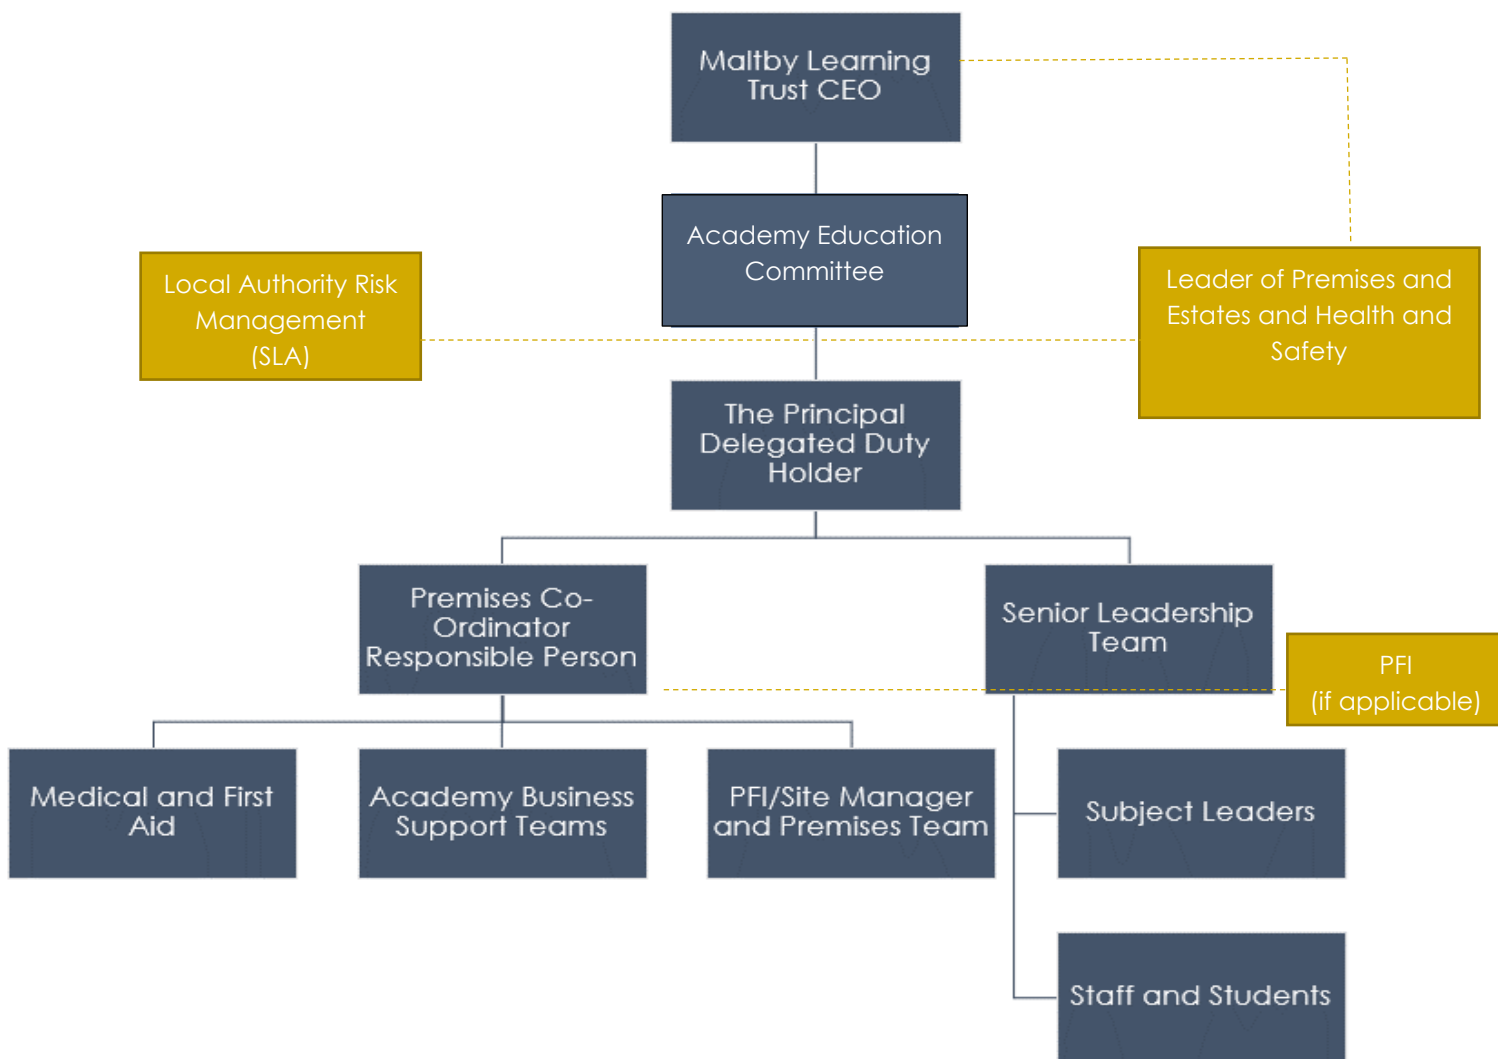 Maltby Learning
Trust CEO
Academy Education
Committee
Local Authority Risk
Management
(SLA)
Leader of Premises and
Estates and Health and
Safety
The Principal
Delegated Duty
Holder
Premises Co-
Ordinator
Responsible Person
Senior Leadership
Team
PFI
(if applicable)
Medical and First
Aid
Academy Business
Support Teams
PFI/Site Manager
and Premises Team
Subject Leaders
Staff and Students